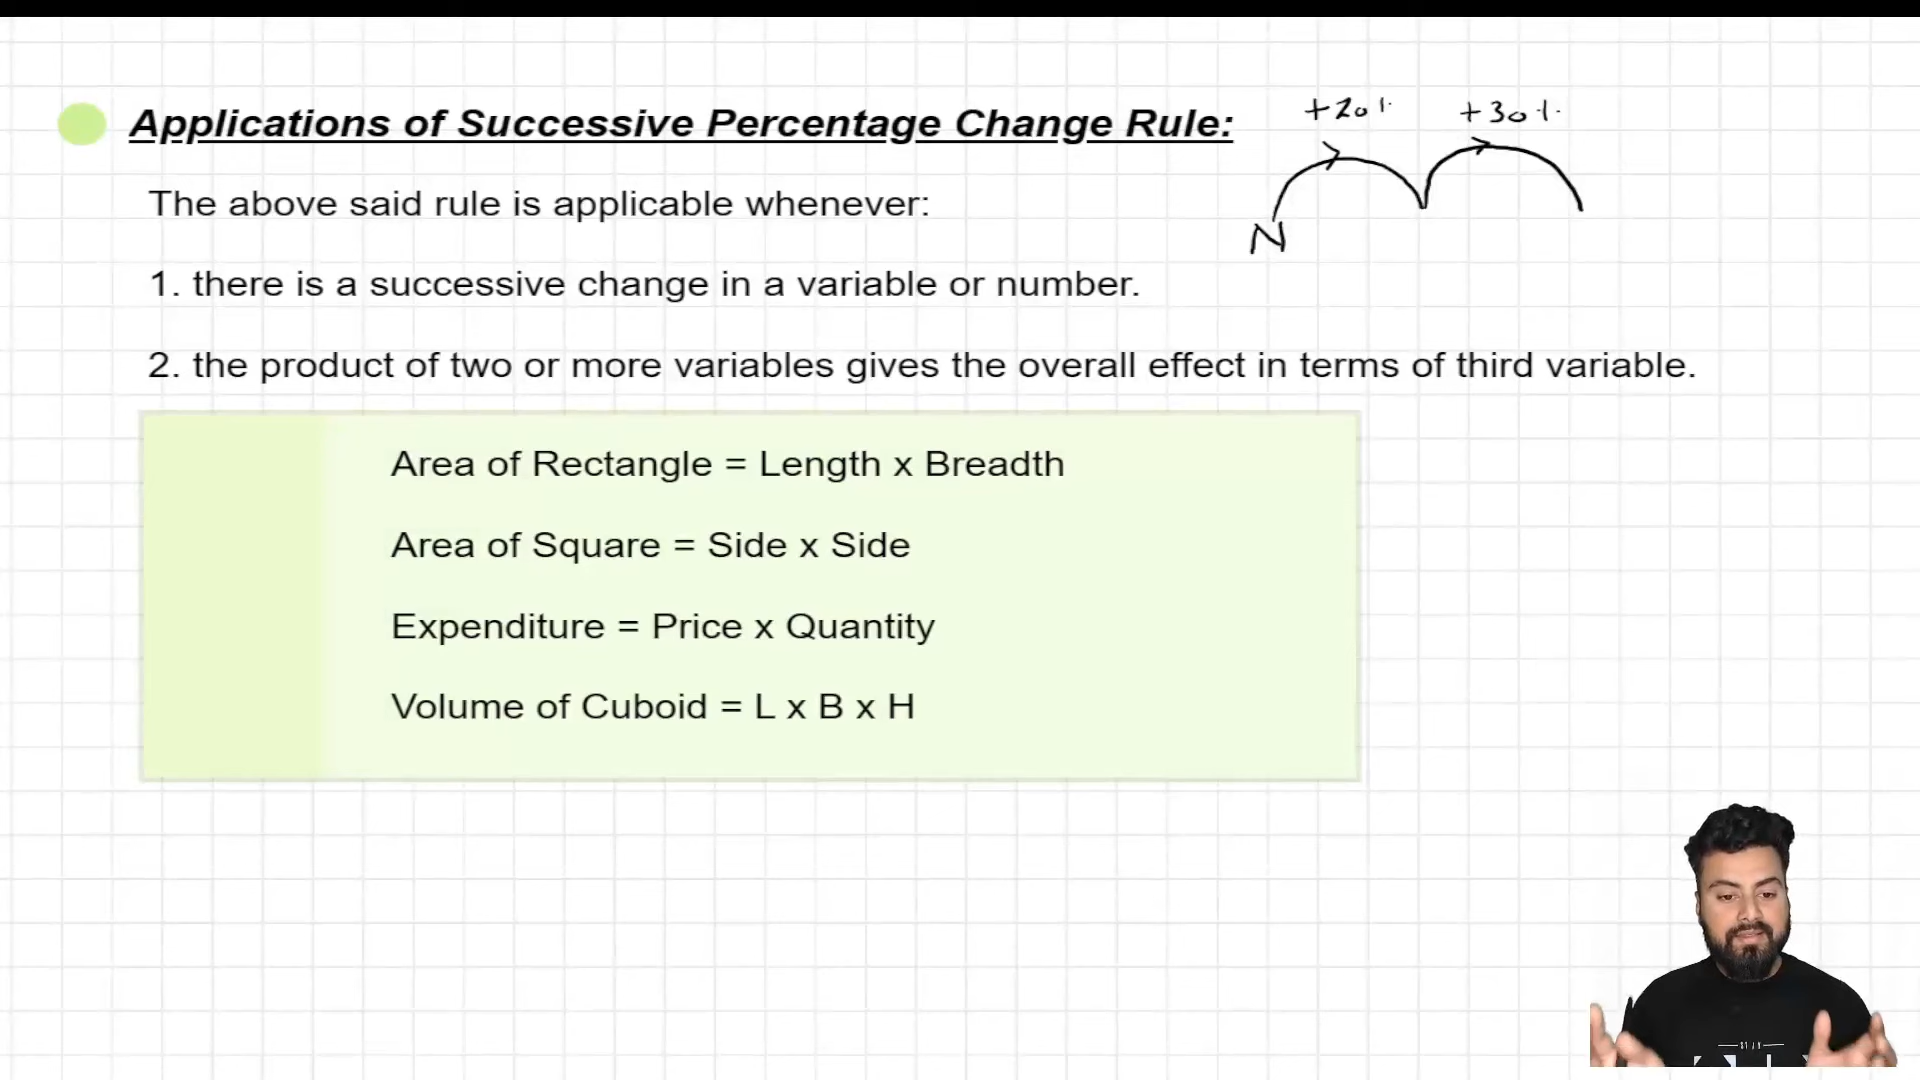 Applications of Successive Percentage Change Rule:
+20% +30%
The above said rule is applicable whenever:
N
1. there is a successive change in a variable or number.
2. the product of two or more variables gives the overall effect in terms of third variable.
Area of Rectangle = Length x Breadth
Area of Square = Side x Side
Expenditure = Price x Quantity
Volume of Cuboid = L x B x H